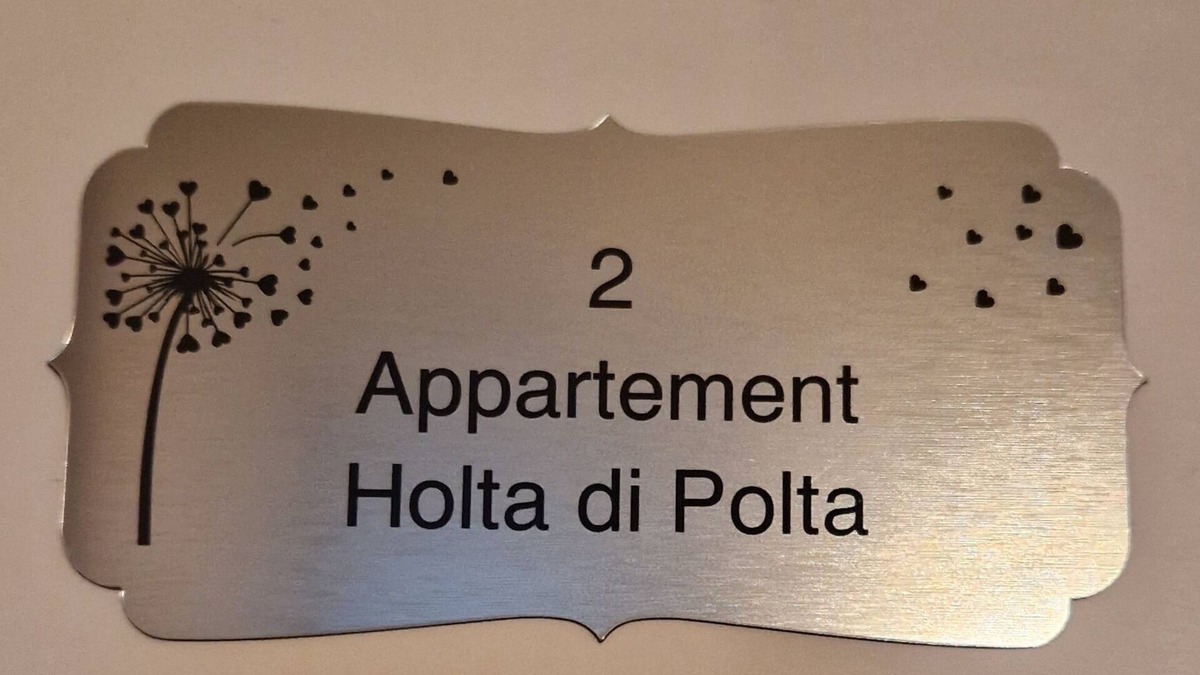 2
Appartement
Holta di Polta